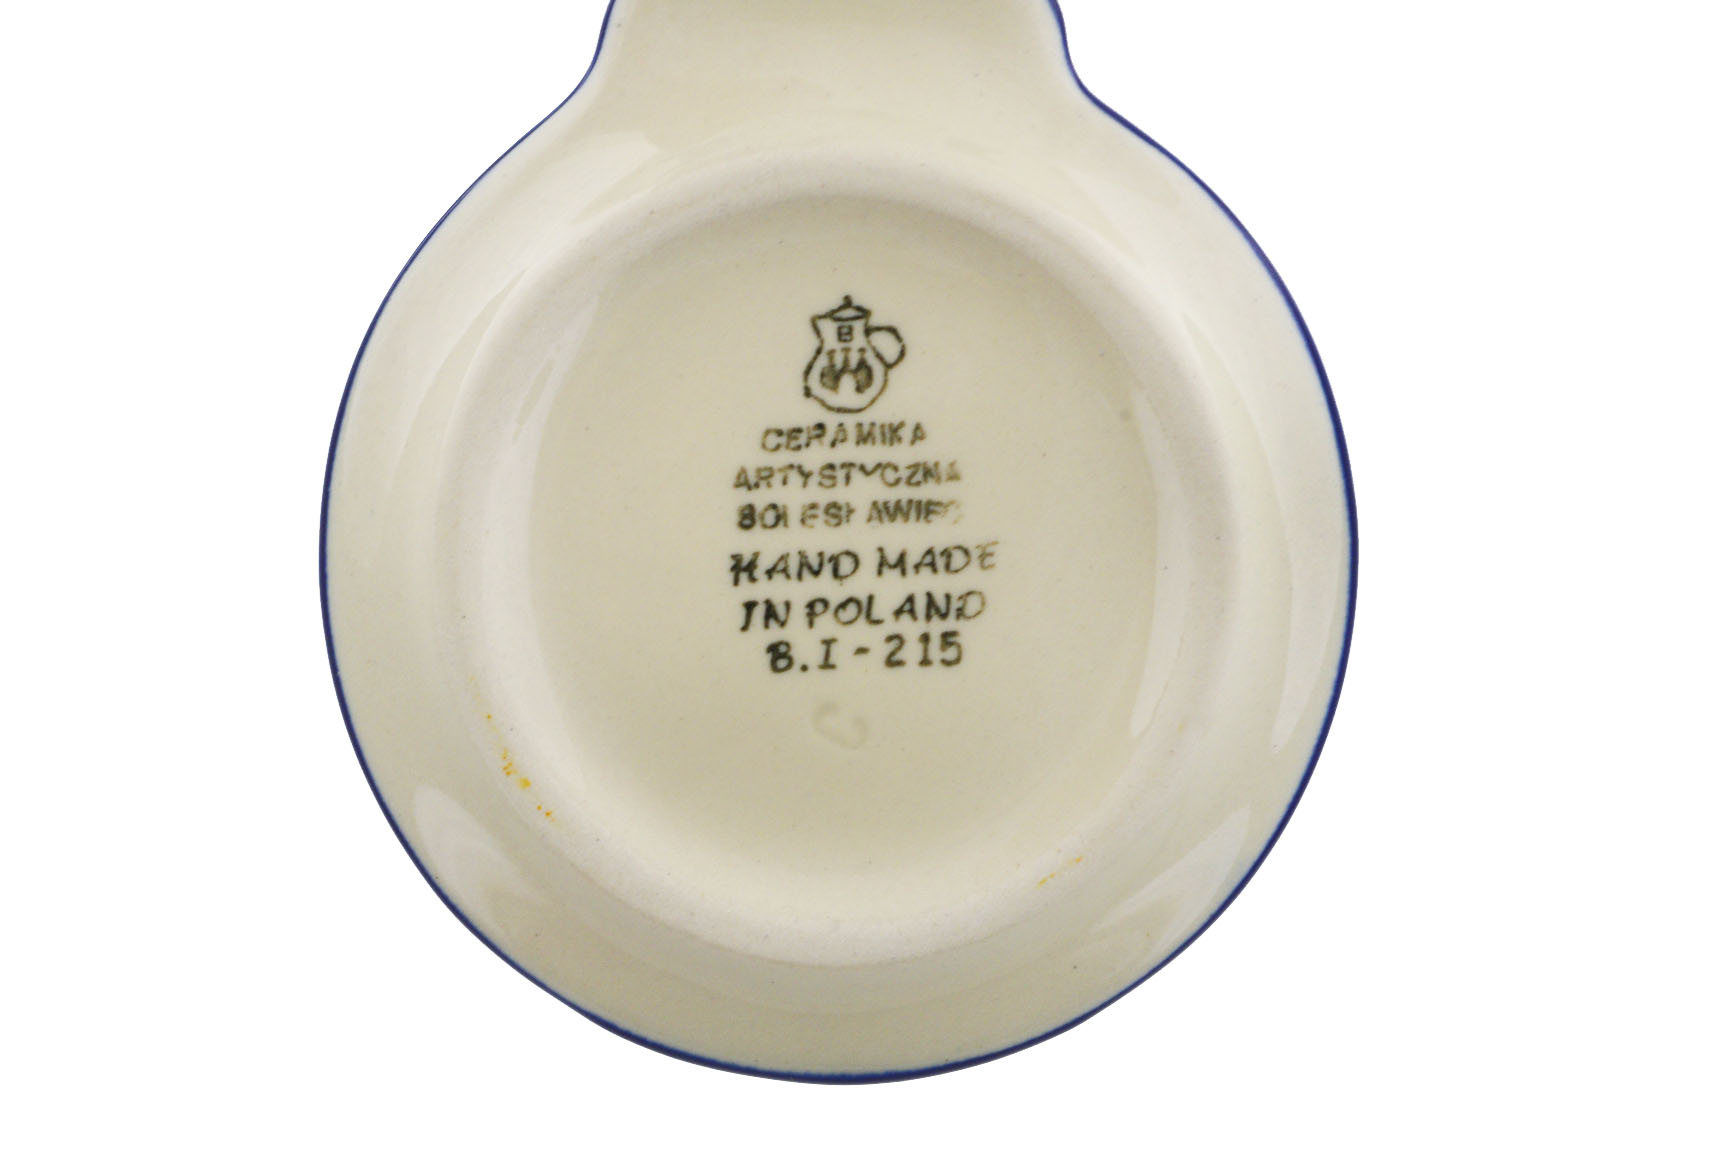 B
CERAMIKA
ARTYSTYCZNA
BOLESŁAWIEC
HAND MADE
IN POLAND
B.I-215